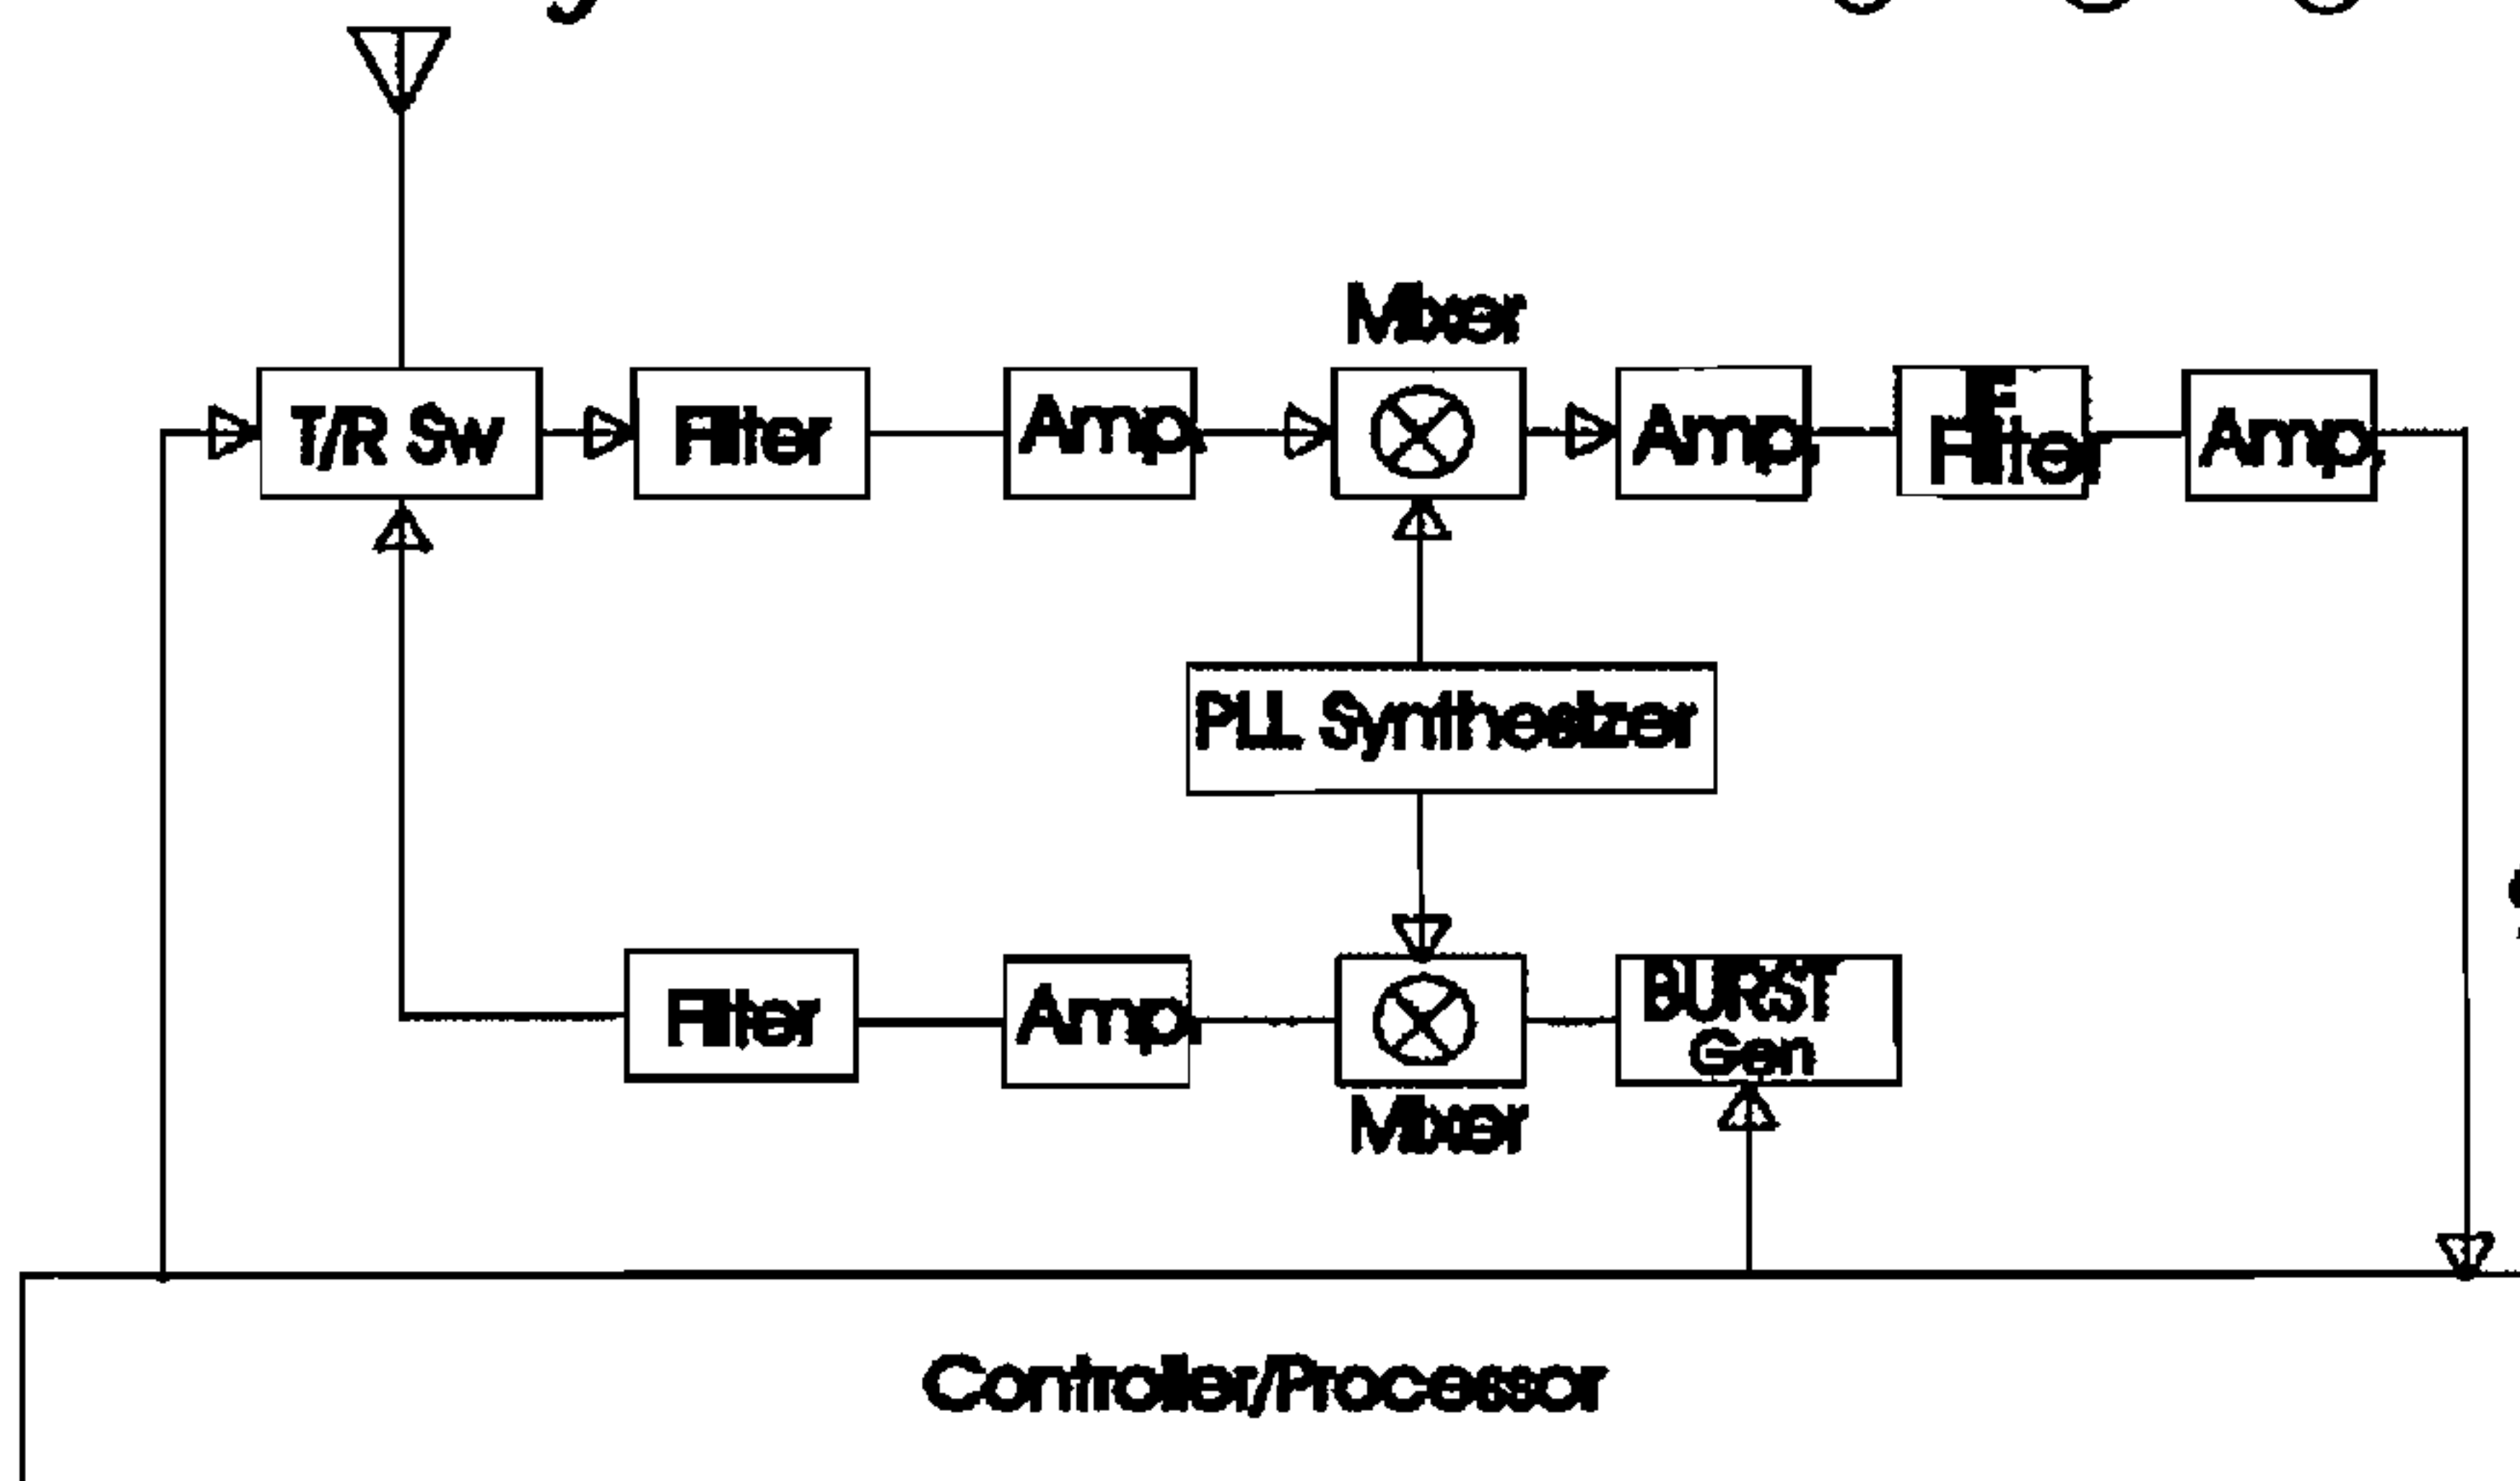 Mixer
T/R Sw
Filter
Amp.
Amp.
IF
Filter
Amp.
PLL Synthesizer
Filter
Amp.
BURST
Gen
Mixer
Controller/Processor